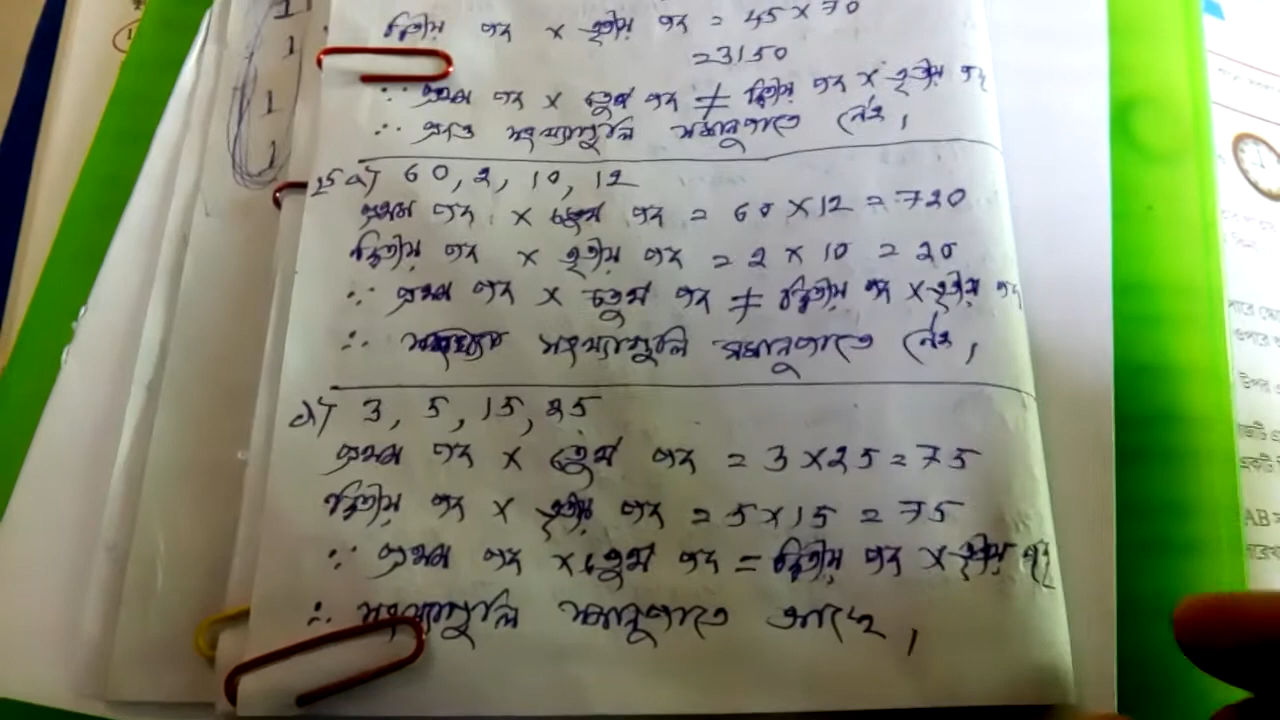 দ্বিতীয় পদ × তৃতীয় পদ = 45 × 70
= 3150
∵ প্রথম পদ × চতুর্থ পদ ≠ দ্বিতীয় পদ × তৃতীয় পদ
∴ প্রদত্ত সংখ্যাগুলি সমানুপাতে নেই,
60, 2, 10, 12
প্রথম পদ × চতুর্থ পদ = 60 × 12 = 720
দ্বিতীয় পদ × তৃতীয় পদ = 2 × 10 = 20
∵ প্রথম পদ × চতুর্থ পদ ≠ দ্বিতীয় পদ × তৃতীয় পদ
∴ সংখ্যাগুলি সমানুপাতে নেই,
3, 5, 15, 25
প্রথম পদ × চতুর্থ পদ = 3 × 25 = 75
দ্বিতীয় পদ × তৃতীয় পদ = 5 × 15 = 75
∵ প্রথম পদ × চতুর্থ পদ = দ্বিতীয় পদ × তৃতীয় পদ
∴ সংখ্যাগুলি সমানুপাতে আছে,